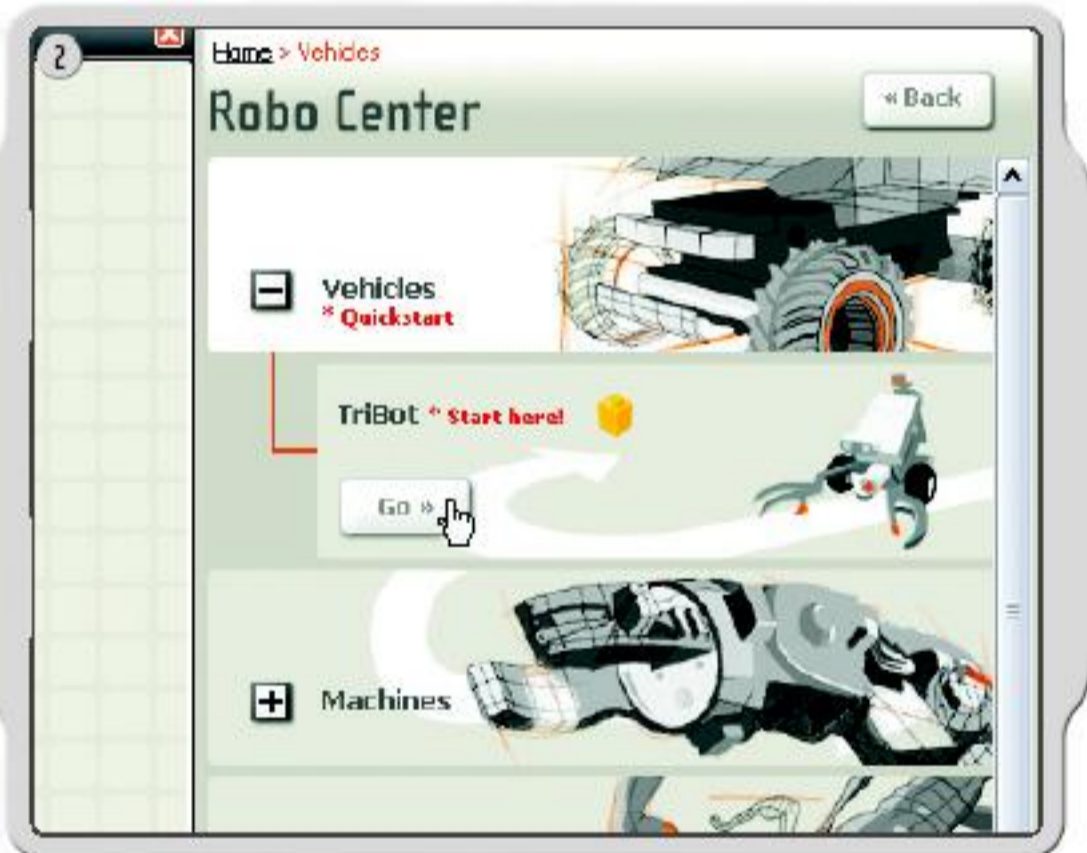 2
Home > Vehicles
Robo Center
« Back
Vehicles
* Quickstart
TriBot * Start here!
Go »
Machines